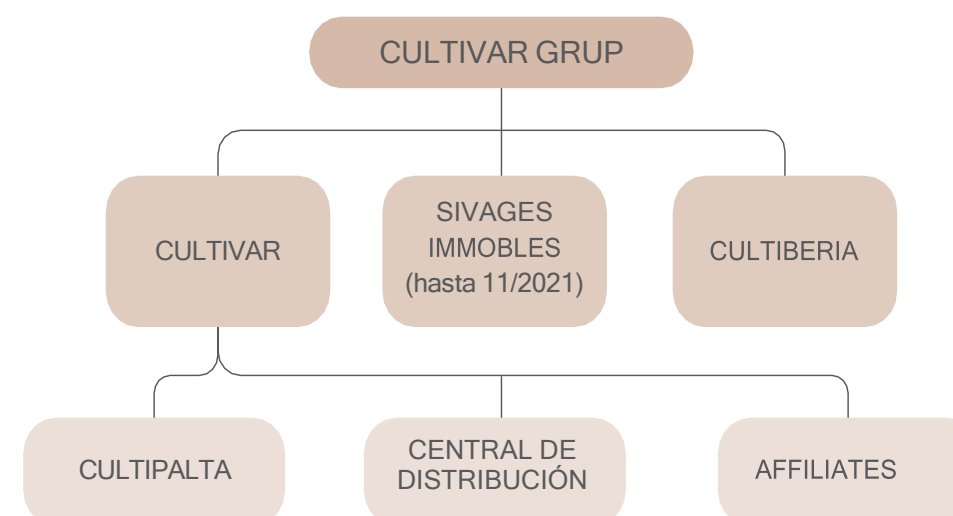 CULTIVAR GRUP
CULTIVAR
SIVAGES
IMMOBLES
(hasta 11/2021)
CULTIBERIA
CULTIPALTA
CENTRAL DE
DISTRIBUCIÓN
AFFILIATES